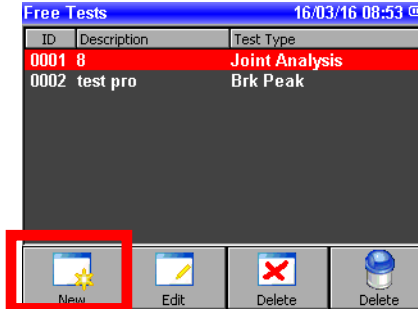 Free Tests 16/03/16 08:53
ID Description Test Type
0001 8 Joint Analysis
0002 test pro Brk Peak
New Edit Delete Delete